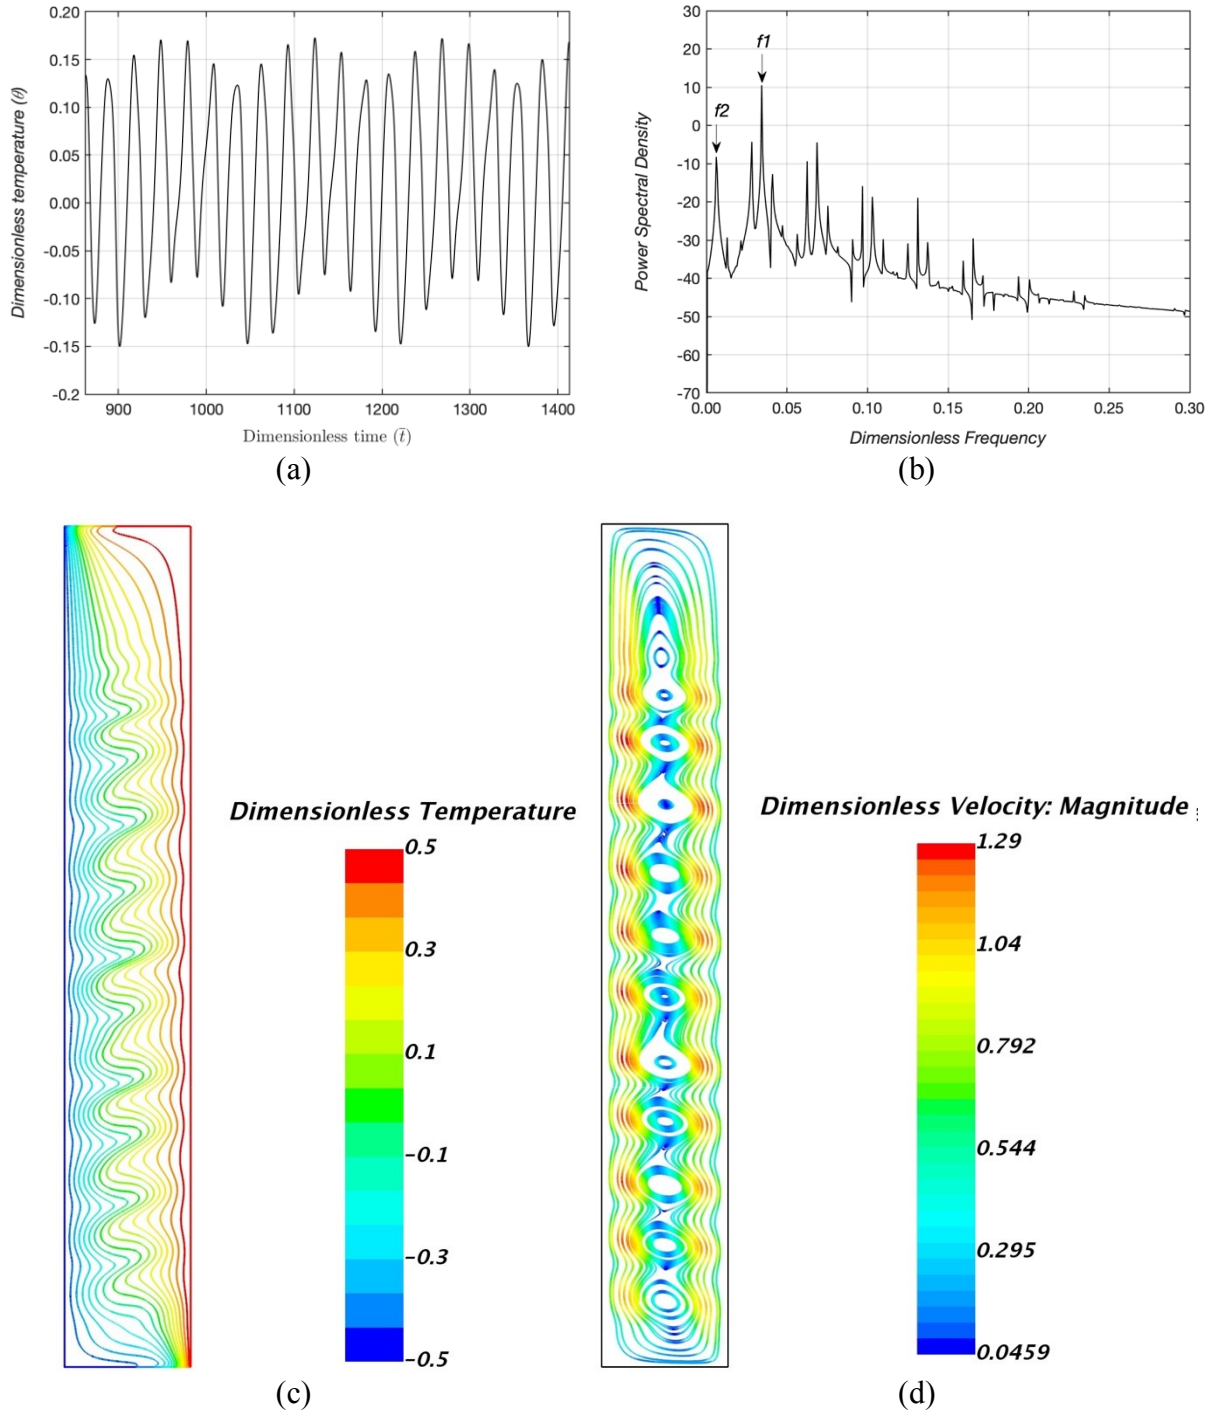 0.20
0.15
0.10
0.05
0.00
-0.05
-0.10
-0.15
-0.2
Dimensionless temperature (θ)
900 1000 1100 1200 1300 1400
Dimensionless time (t̄)
(a)
30
20
10
0
-10
-20
-30
-40
-50
-60
-70
Power Spectral Density
f1
f2
0.00 0.05 0.10 0.15 0.20 0.25 0.30
Dimensionless Frequency
(b)
Dimensionless Temperature
0.5
0.3
0.1
-0.1
-0.3
-0.5
(c)
Dimensionless Velocity: Magnitude
1.29
1.04
0.792
0.544
0.295
0.0459
(d)